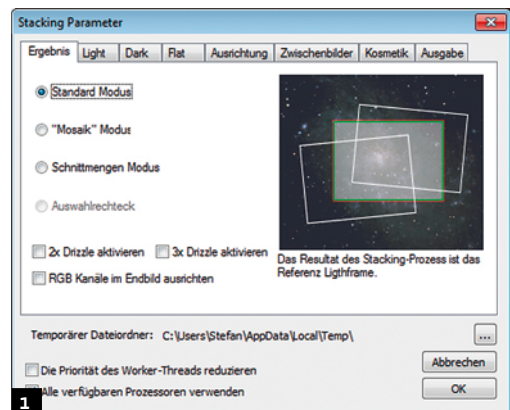 Stacking Parameter
Ergebnis Light Dark Flat Ausrichtung Zwischenbilder Kosmetik Ausgabe
Standard Modus
"Mosaik" Modus
Schnittmengen Modus
Auswahlrechteck
2x Drizzle aktivieren 3x Drizzle aktivieren
RGB Kanäle im Endbild ausrichten
Das Resultat des Stacking-Prozess ist das
Referenz Ligthframe.
Temporärer Dateiordner: C:\Users\Stefan\AppData\Local\Temp\ ...
Die Priorität des Worker-Threads reduzieren
Abbrechen
Alle verfügbaren Prozessoren verwenden
OK
1